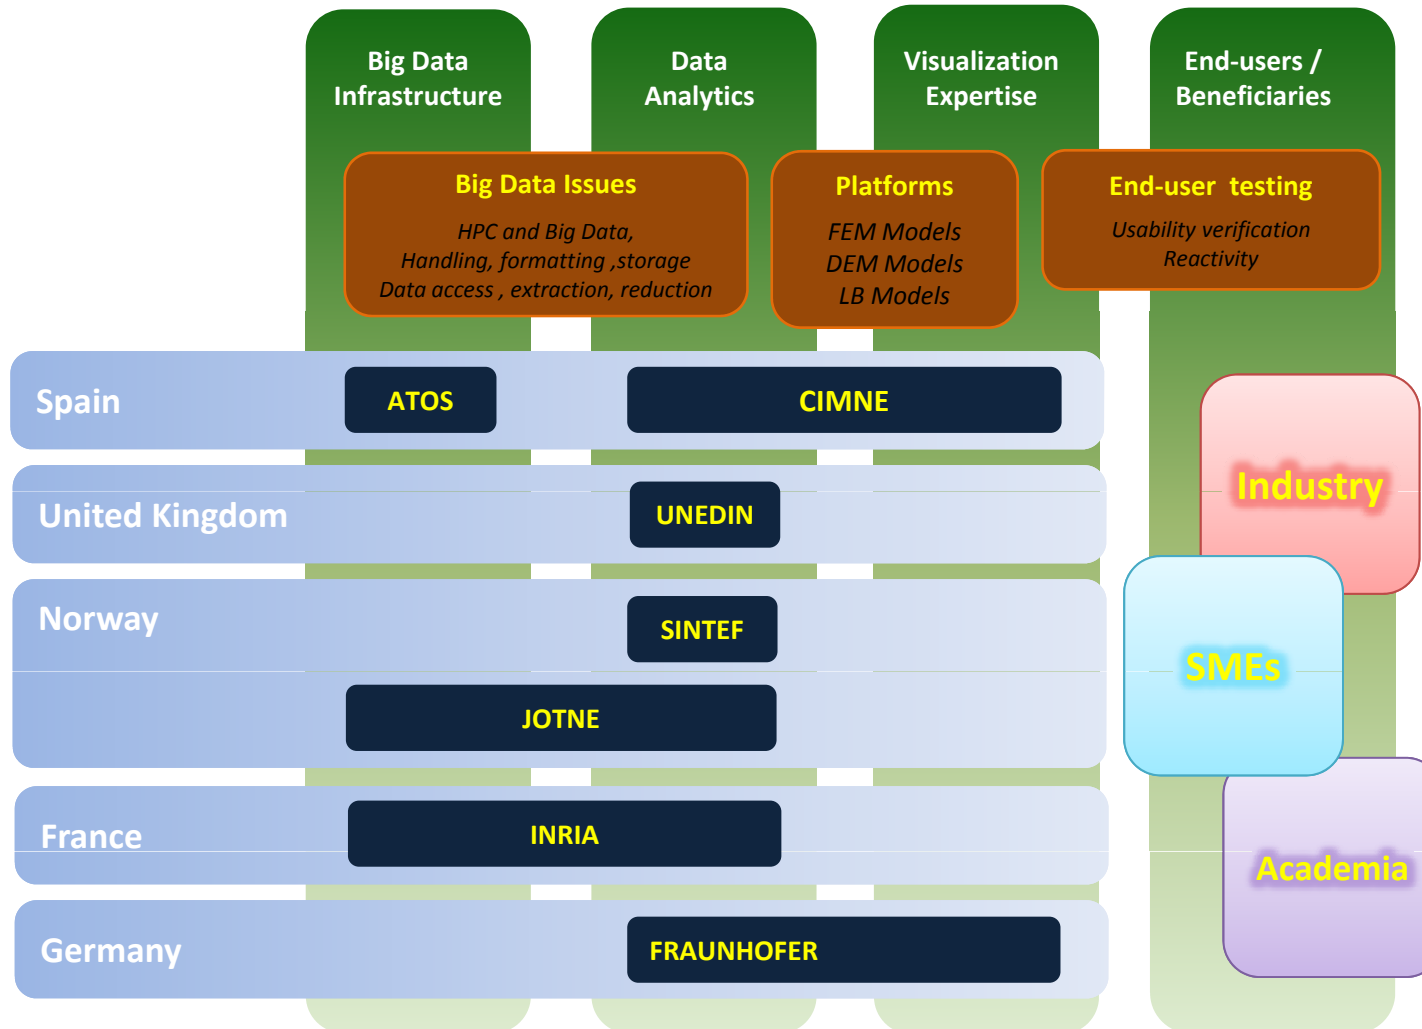 Big Data
Infrastructure
Data
Analytics
Visualization
Expertise
End-users /
Beneficiaries
Big Data Issues
HPC and Big Data,
Handling, formatting ,storage
Data access , extraction, reduction
Platforms
FEM Models
DEM Models
LB Models
End-user testing
Usability verification
Reactivity
Spain
ATOS
CIMNE
United Kingdom
UNEDIN
Industry
Norway
SINTEF
SMEs
JOTNE
France
INRIA
Academia
Germany
FRAUNHOFER